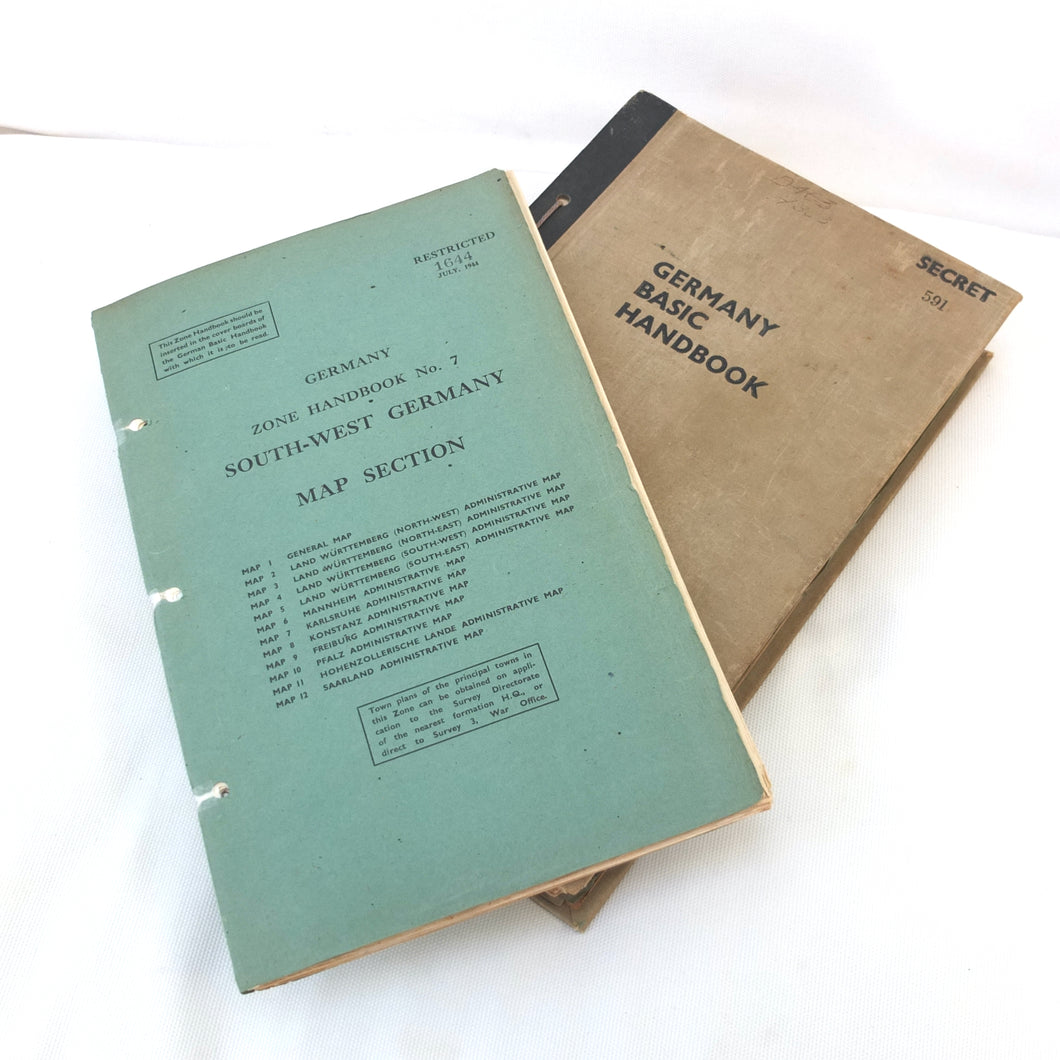 RESTRICTED
1644
JULY, 1944
This Zone Handbook should be
inserted in the cover boards of
the German Basic Handbook
with which it is to be read.
GERMANY
ZONE HANDBOOK No. 7
SOUTH-WEST GERMANY
MAP SECTION
MAP 1 GENERAL MAP
MAP 2 LAND WÜRTTEMBERG (NORTH-WEST) ADMINISTRATIVE MAP
MAP 3 LAND WÜRTTEMBERG (NORTH-EAST) ADMINISTRATIVE MAP
MAP 4 LAND WÜRTTEMBERG (SOUTH-WEST) ADMINISTRATIVE MAP
MAP 5 LAND WÜRTTEMBERG (SOUTH-EAST) ADMINISTRATIVE MAP
MAP 6 MANNHEIM ADMINISTRATIVE MAP
MAP 7 KARLSRUHE ADMINISTRATIVE MAP
MAP 8 KONSTANZ ADMINISTRATIVE MAP
MAP 9 FREIBURG ADMINISTRATIVE MAP
MAP 10 PFALZ ADMINISTRATIVE MAP
MAP 11 HOHENZOLLERISCHE LANDE ADMINISTRATIVE MAP
MAP 12 SAARLAND ADMINISTRATIVE MAP
Town plans of the principal towns in
this Zone can be obtained on appli-
cation to the Survey Directorate
of the nearest formation H.Q., or
direct to Survey 3, War Office.
SECRET
591
GERMANY
BASIC
HANDBOOK